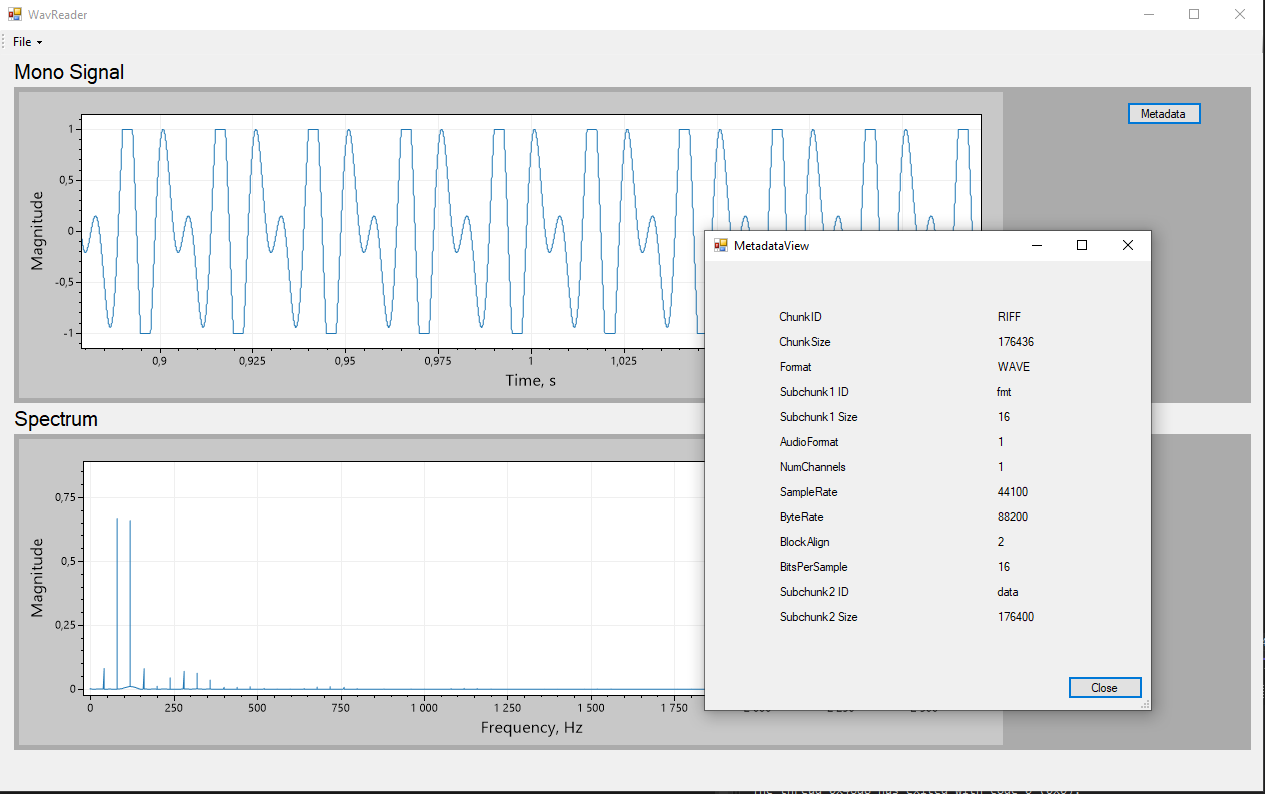 WavReader
File
Mono Signal
Metadata
Magnitude
1
0,5
0
-0,5
-1
0,9
0,925
0,95
0,975
1
1,025
Time, s
Spectrum
Magnitude
0,75
0,5
0,25
0
0
250
500
750
1 000
1 250
1 500
1 750
Frequency, Hz
MetadataView
ChunkID RIFF
ChunkSize 176436
Format WAVE
Subchunk1 ID fmt
Subchunk1 Size 16
AudioFormat 1
NumChannels 1
SampleRate 44100
ByteRate 88200
BlockAlign 2
BitsPerSample 16
Subchunk2 ID data
Subchunk2 Size 176400
Close